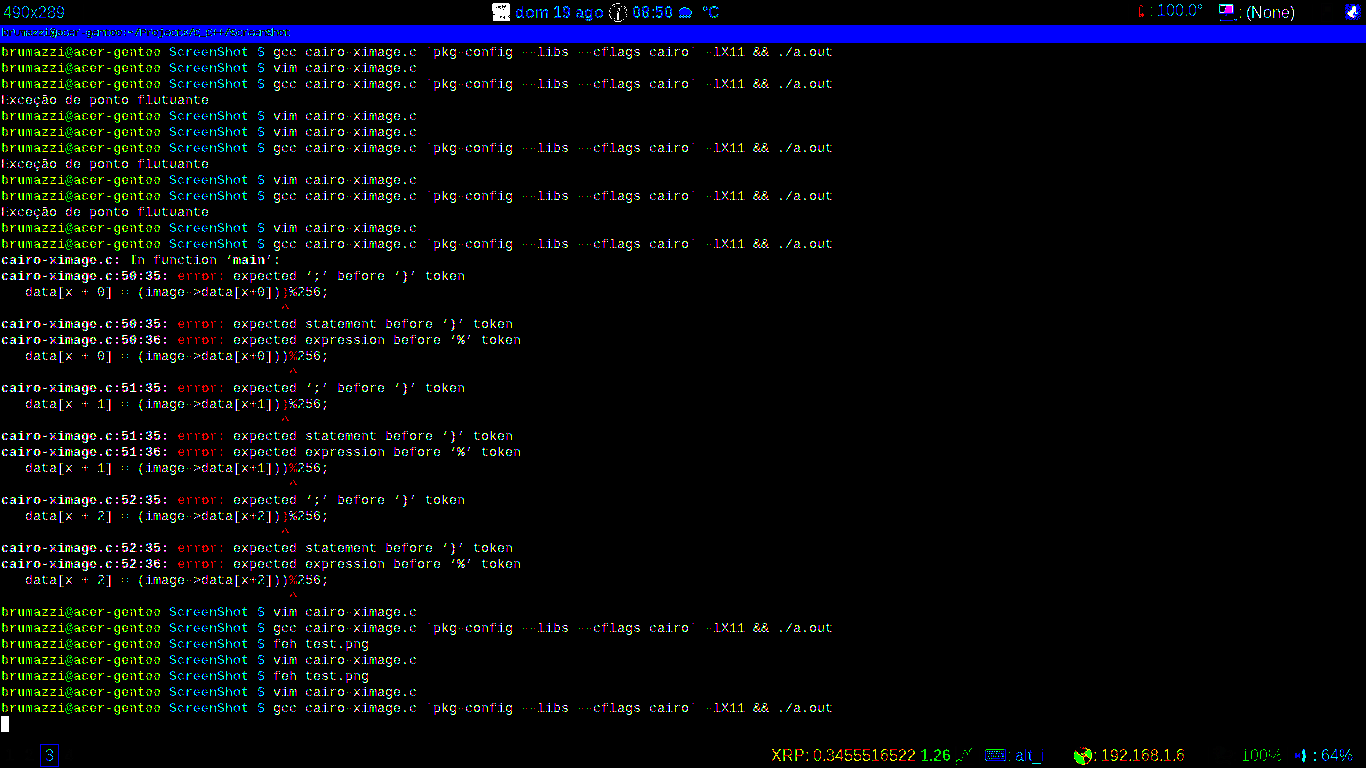 490x289 dom 18 ago 00:50 ℃ : 100.0° : (None)
brumazzi@acer-gentoo ScreenShot $ gcc cairo-ximage.c `pkg-config --libs --cflags cairo` -lX11 && ./a.out
brumazzi@acer-gentoo ScreenShot $ vim cairo-ximage.c
brumazzi@acer-gentoo ScreenShot $ gcc cairo-ximage.c `pkg-config --libs --cflags cairo` -lX11 && ./a.out
Exceção de ponto flutuante
brumazzi@acer-gentoo ScreenShot $ vim cairo-ximage.c
brumazzi@acer-gentoo ScreenShot $ vim cairo-ximage.c
brumazzi@acer-gentoo ScreenShot $ gcc cairo-ximage.c `pkg-config --libs --cflags cairo` -lX11 && ./a.out
Exceção de ponto flutuante
brumazzi@acer-gentoo ScreenShot $ vim cairo-ximage.c
brumazzi@acer-gentoo ScreenShot $ gcc cairo-ximage.c `pkg-config --libs --cflags cairo` -lX11 && ./a.out
Exceção de ponto flutuante
brumazzi@acer-gentoo ScreenShot $ vim cairo-ximage.c
brumazzi@acer-gentoo ScreenShot $ gcc cairo-ximage.c `pkg-config --libs --cflags cairo` -lX11 && ./a.out
cairo-ximage.c: In function ‘main’:
cairo-ximage.c:50:35: error: expected ‘;’ before ‘)’ token
data[x + 0] = (image->data[x+0]))%256;
^
cairo-ximage.c:50:35: error: expected statement before ‘)’ token
cairo-ximage.c:50:36: error: expected expression before ‘%’ token
data[x + 0] = (image->data[x+0]))%256;
^
cairo-ximage.c:51:35: error: expected ‘;’ before ‘)’ token
data[x + 1] = (image->data[x+1]))%256;
^
cairo-ximage.c:51:35: error: expected statement before ‘)’ token
cairo-ximage.c:51:36: error: expected expression before ‘%’ token
data[x + 1] = (image->data[x+1]))%256;
^
cairo-ximage.c:52:35: error: expected ‘;’ before ‘)’ token
data[x + 2] = (image->data[x+2]))%256;
^
cairo-ximage.c:52:35: error: expected statement before ‘)’ token
cairo-ximage.c:52:36: error: expected expression before ‘%’ token
data[x + 2] = (image->data[x+2]))%256;
^
brumazzi@acer-gentoo ScreenShot $ vim cairo-ximage.c
brumazzi@acer-gentoo ScreenShot $ gcc cairo-ximage.c `pkg-config --libs --cflags cairo` -lX11 && ./a.out
brumazzi@acer-gentoo ScreenShot $ feh test.png
brumazzi@acer-gentoo ScreenShot $ vim cairo-ximage.c
brumazzi@acer-gentoo ScreenShot $ feh test.png
brumazzi@acer-gentoo ScreenShot $ vim cairo-ximage.c
brumazzi@acer-gentoo ScreenShot $ gcc cairo-ximage.c `pkg-config --libs --cflags cairo` -lX11 && ./a.out
3 XRP: 0.3455516522 1.26 : 192.168.1.6 100% : 64%